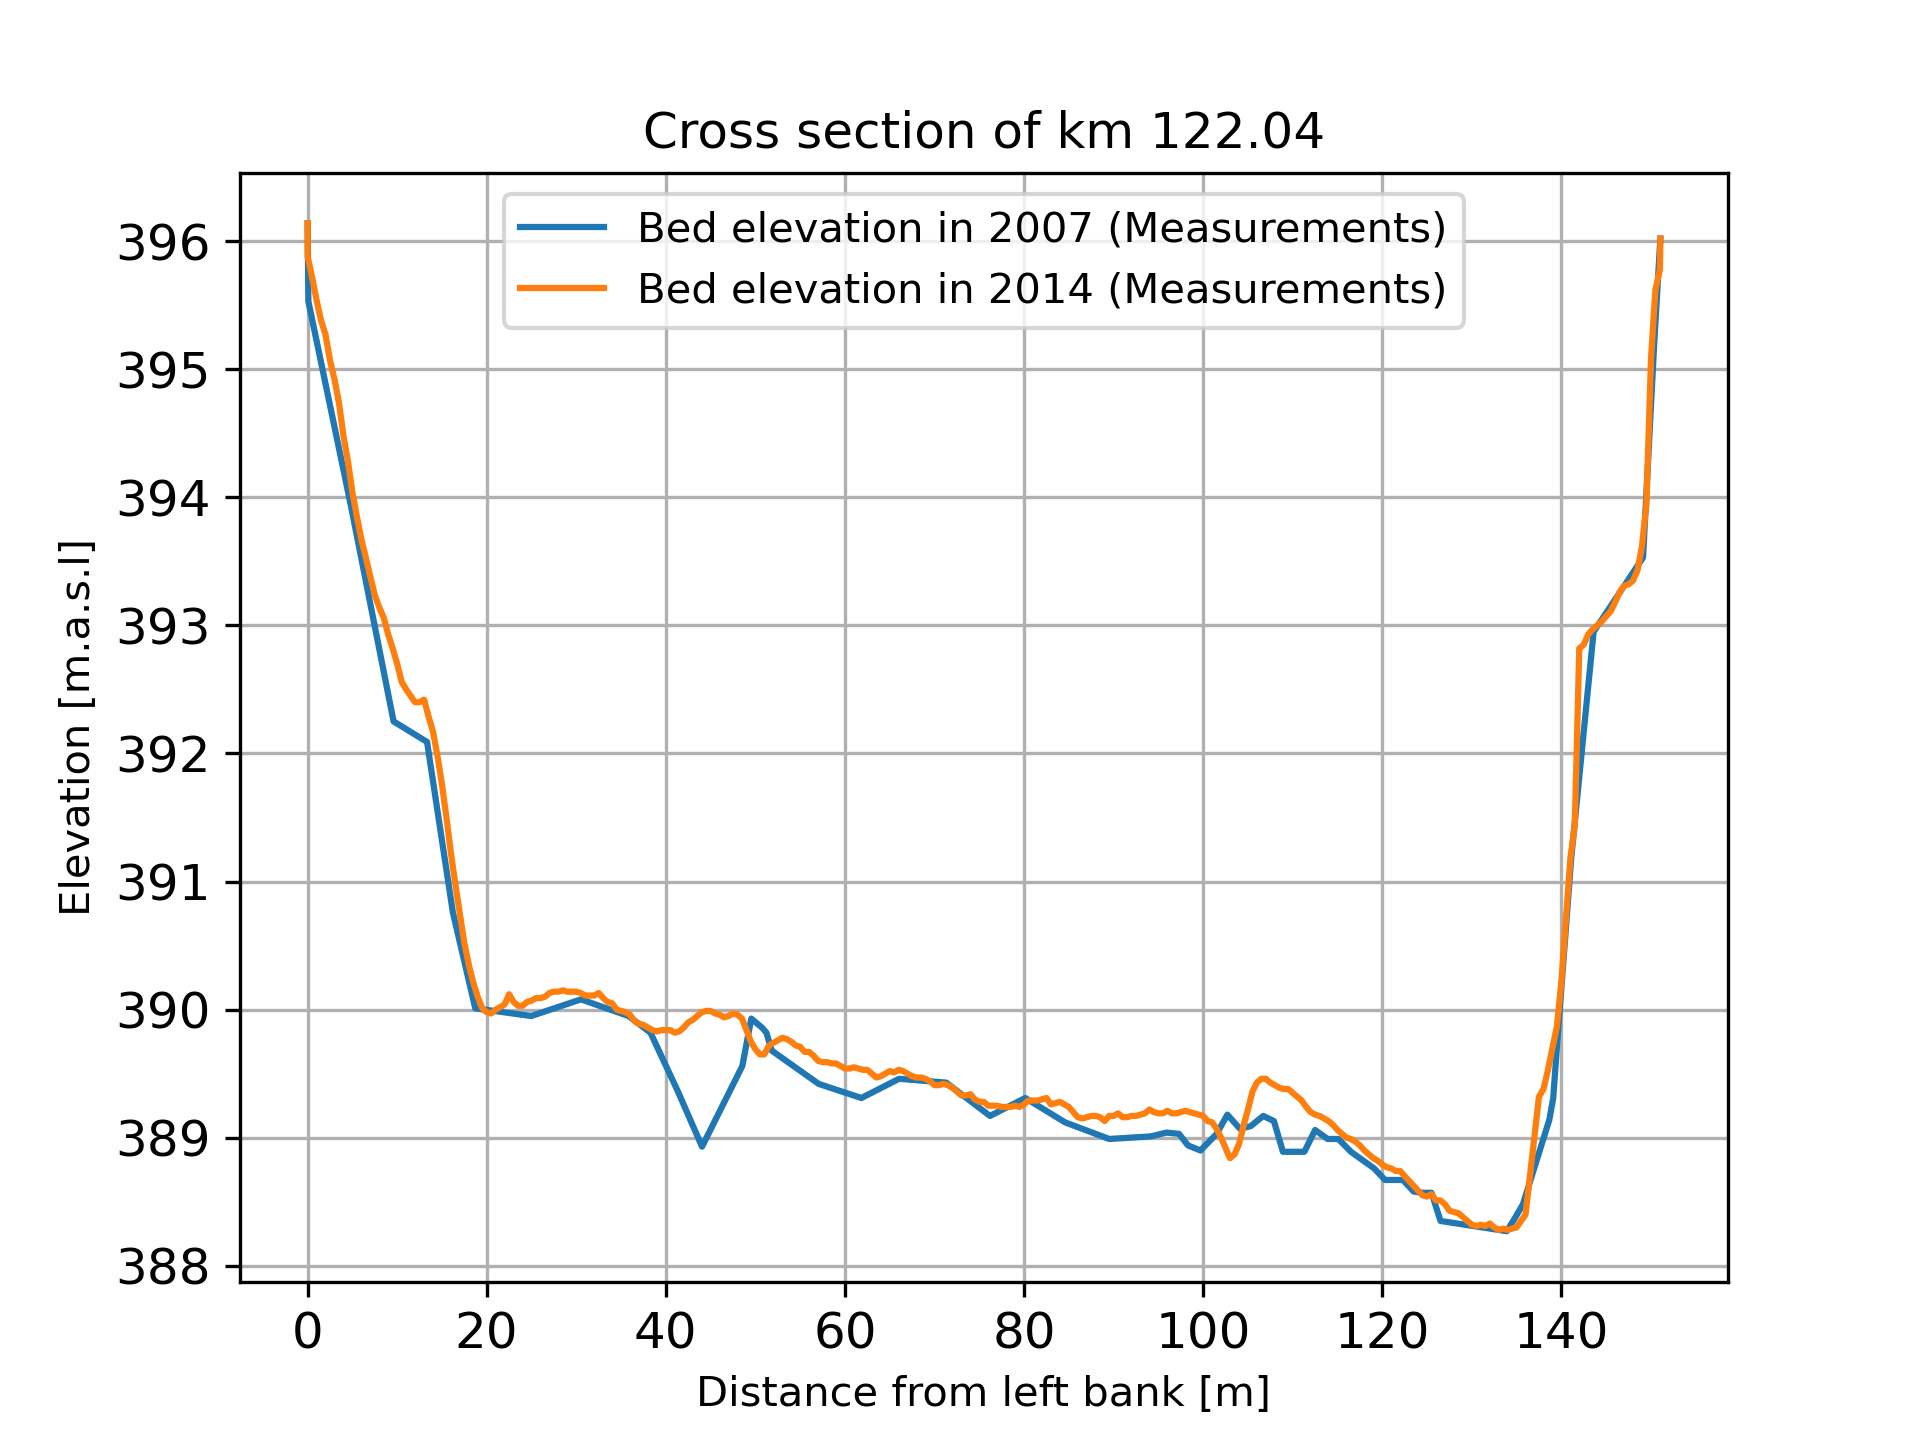 Cross section of km 122.04
Bed elevation in 2007 (Measurements)
Bed elevation in 2014 (Measurements)
396
395
394
393
392
391
390
389
388
Elevation [m.a.s.l]
0 20 40 60 80 100 120 140
Distance from left bank [m]